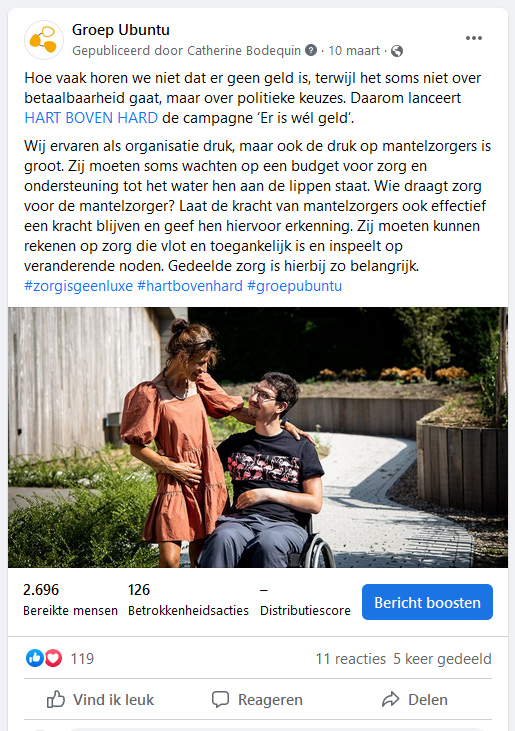 Groep Ubuntu
Gepubliceerd door Catherine Bodequin · 10 maart ·
Hoe vaak horen we niet dat er geen geld is, terwijl het soms niet over
betaalbaarheid gaat, maar over politieke keuzes. Daarom lanceert
HART BOVEN HARD de campagne ‘Er is wél geld’.
Wij ervaren als organisatie druk, maar ook de druk op mantelzorgers is
groot. Zij moeten soms wachten op een budget voor zorg en
ondersteuning tot het water hen aan de lippen staat. Wie draagt zorg
voor de mantelzorger? Laat de kracht van mantelzorgers ook effectief
een kracht blijven en geef hen hiervoor erkenning. Zij moeten kunnen
rekenen op zorg die vlot en toegankelijk is en inspeelt op
veranderende noden. Gedeelde zorg is hierbij zo belangrijk.
#zorgisgeenluxe #hartbovenhard #groepubuntu
2.696 126 –
Bereikte mensen Betrokkenheidsacties Distributiescore
Bericht boosten
119 11 reacties 5 keer gedeeld
Vind ik leuk Reageren Delen